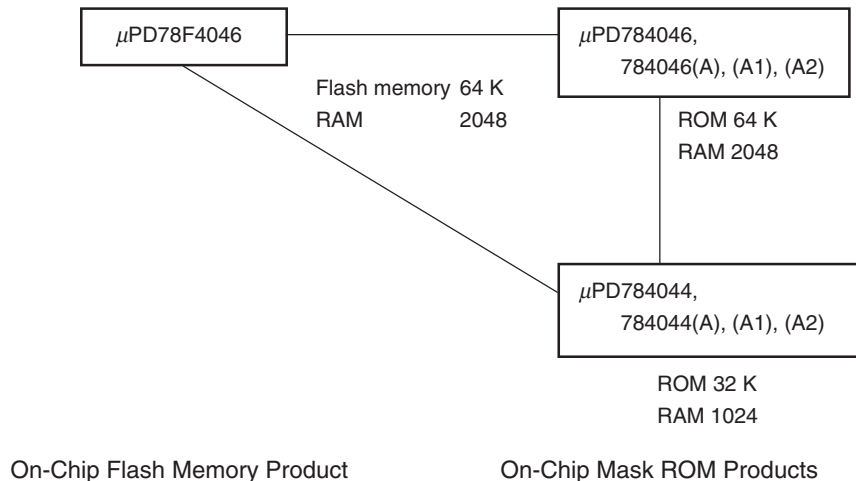 μPD78F4046
μPD784046,
784046(A), (A1), (A2)
Flash memory 64 K
RAM 2048
ROM 64 K
RAM 2048
μPD784044,
784044(A), (A1), (A2)
ROM 32 K
RAM 1024
On-Chip Flash Memory Product
On-Chip Mask ROM Products